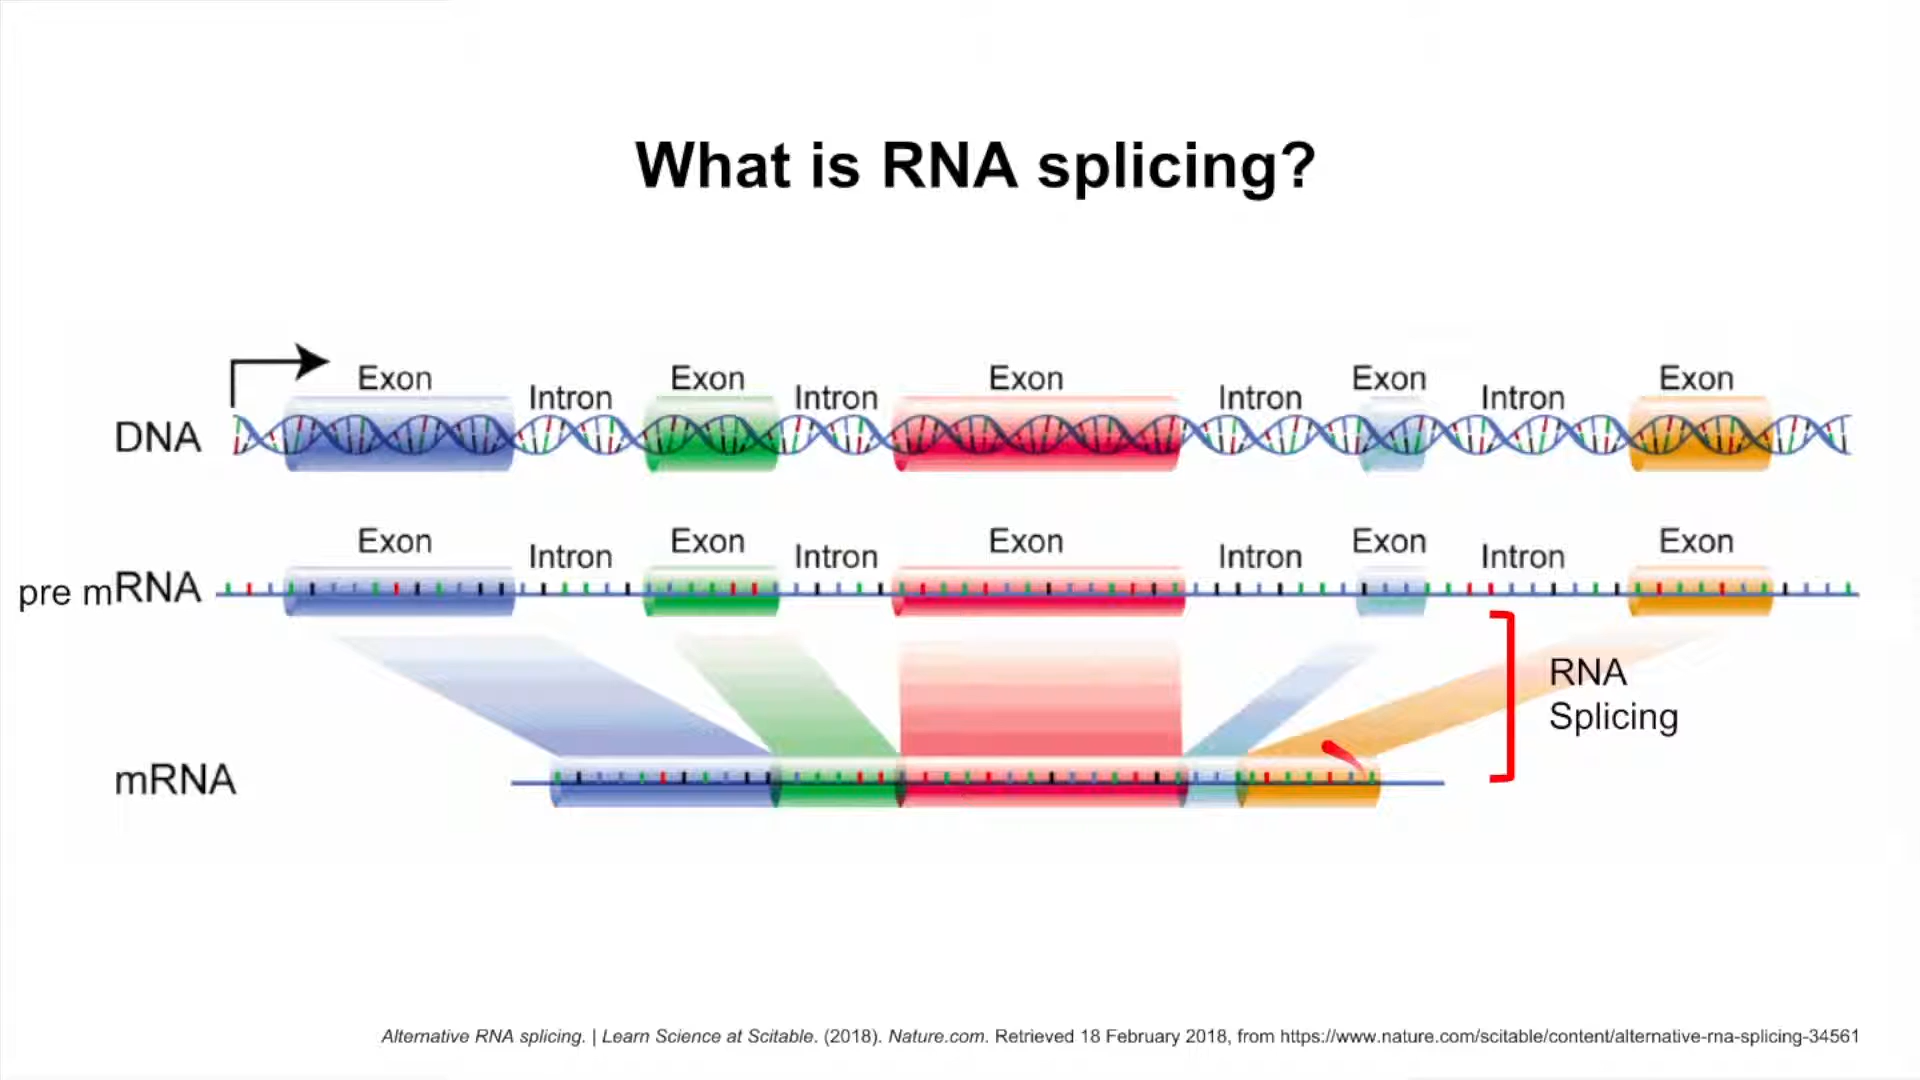 What is RNA splicing?
Exon Intron Exon Intron Exon Intron Exon Intron Exon
DNA
Exon Intron Exon Intron Exon Intron Exon Intron Exon
pre mRNA
RNA
Splicing
mRNA
Alternative RNA splicing. | Learn Science at Scitable. (2018). Nature.com. Retrieved 18 February 2018, from https://www.nature.com/scitable/content/alternative-rna-splicing-34561